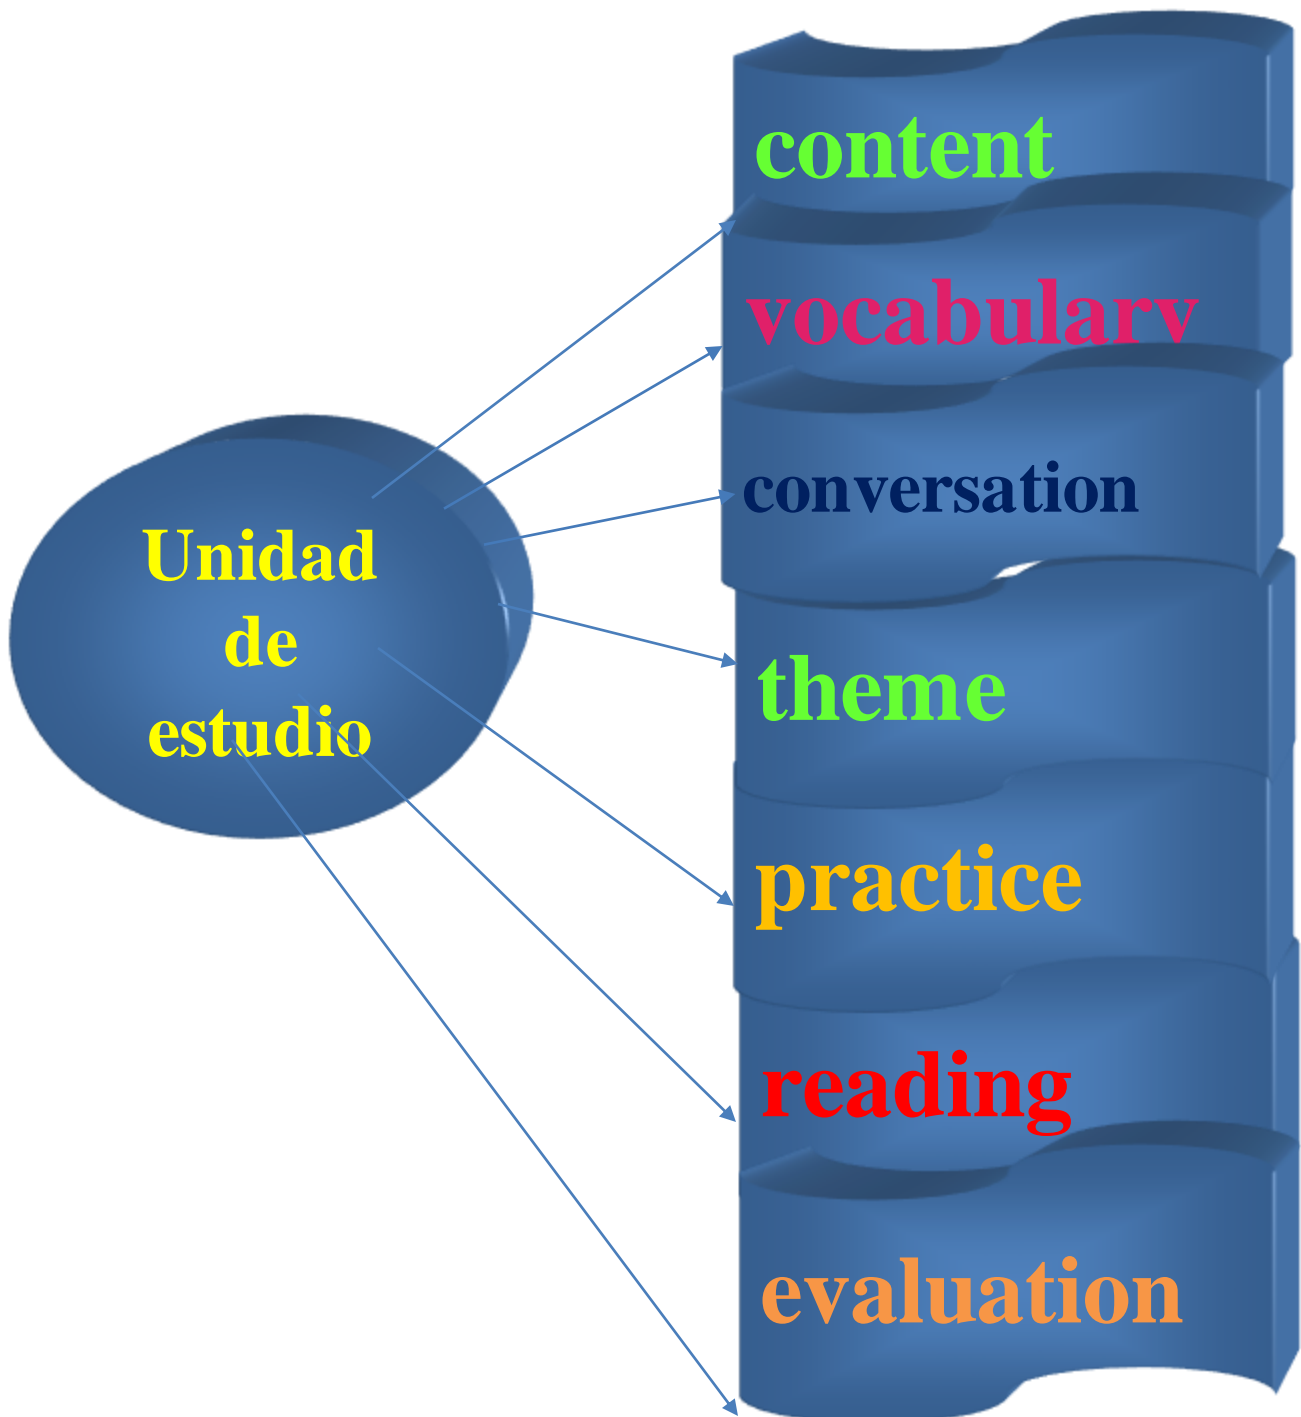 content
vocabulary
conversation
Unidad
de
estudio
theme
practice
reading
evaluation